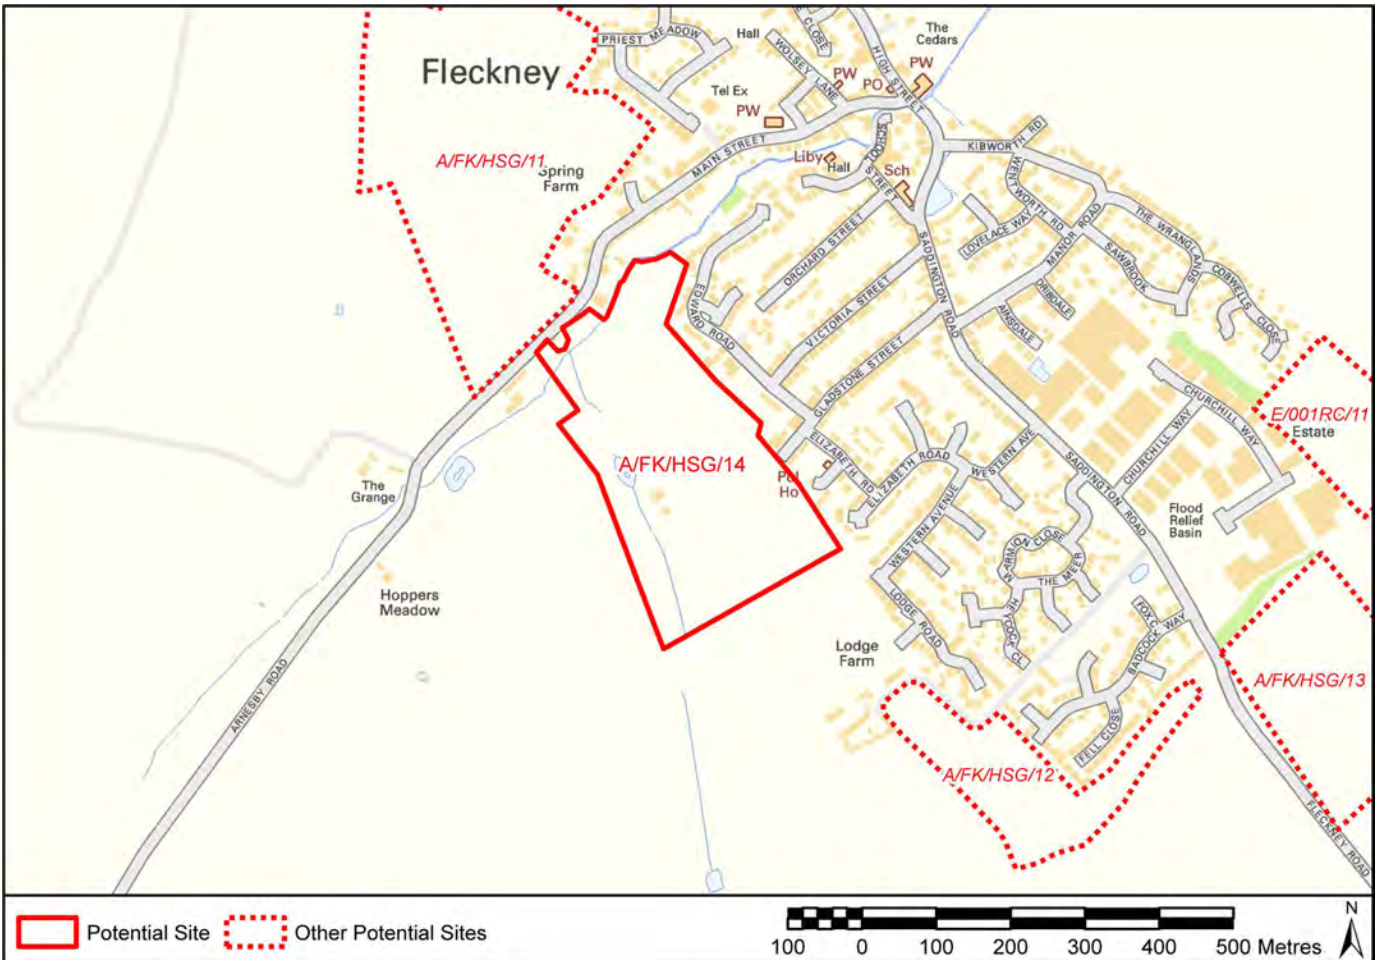 THE CLOSE
The
Cedars
PRIEST MEADOW
Hall
WOLSEY LANE
HIGH STREET
PW
Fleckney
Tel Ex
PW
PO
PW
MAIN STREET
Liby
Hall
SCHOOL STREET
Sch
KIBWORTH RD
WENTWORTH RD
A/FK/HSG/11
Spring
Farm
LOVELACE WAY
MANOR ROAD
THE WRANGLANDS
SAWBROOK
COBWELLS CLOSE
ORCHARD STREET
SADDINGTON ROAD
EDWARD ROAD
VICTORIA STREET
GLADSTONE STREET
DRIBDALE
AINSDALE
CHURCHILL WAY
CHURCHILL WAY
E/001RC/11
Estate
A/FK/HSG/14
Pol
Ho
ELIZABETH RD
ELIZABETH ROAD
WESTERN AVE
WESTERN AVENUE
SADDINGTON ROAD
Flood
Relief
Basin
The
Grange
MARMION CLOSE
THE MEER
HEYCOCK CL
LODGE ROAD
Hoppers
Meadow
Lodge
Farm
FOX C
BADCOCK WAY
FELL CLOSE
A/FK/HSG/13
A/FK/HSG/12
ARNESBY ROAD
FLECKNEY ROAD
Potential Site
Other Potential Sites
100 0 100 200 300 400 500 Metres
N